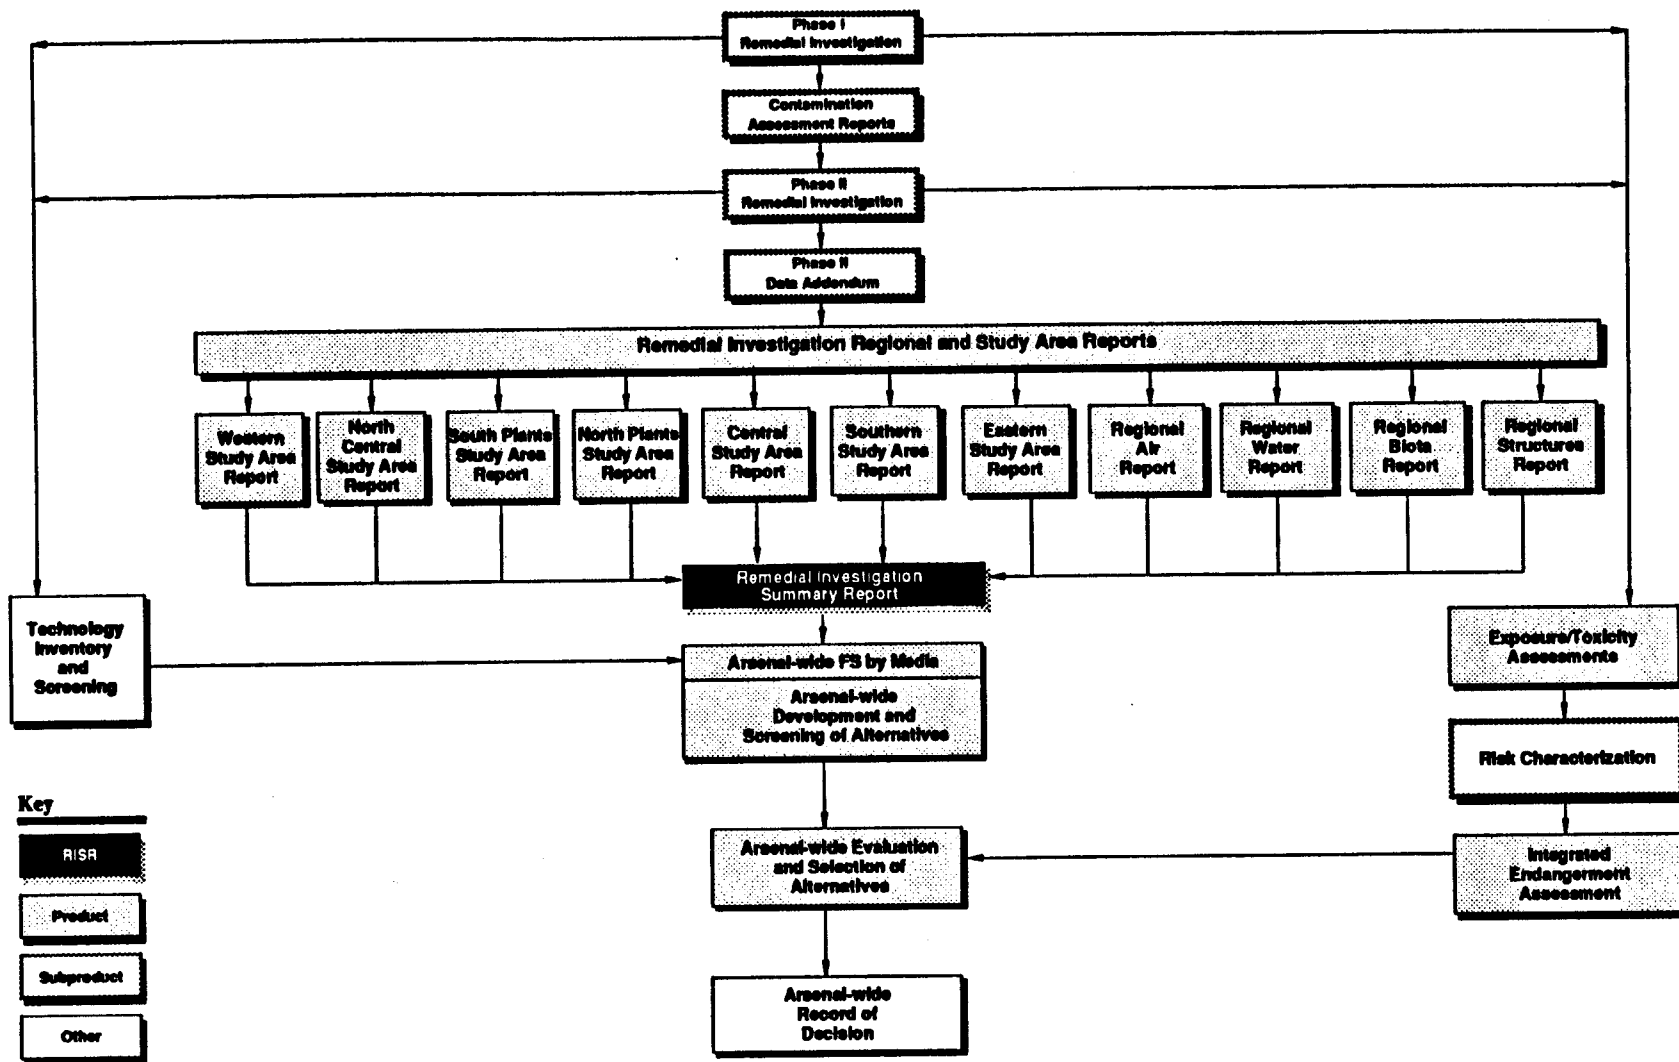 Phase I
Remedial Investigation
Contamination
Assessment Reports
Phase II
Remedial Investigation
Phase II
Data Addendum
Remedial Investigation Regional and Study Area Reports
Western
Study Area
Report
North
Central
Study Area
Report
South Plants
Study Area
Report
North Plants
Study Area
Report
Central
Study Area
Report
Southern
Study Area
Report
Eastern
Study Area
Report
Regional
Air
Report
Regional
Water
Report
Regional
Biota
Report
Regional
Structures
Report
Remedial Investigation
Summary Report
Technology
Inventory
and
Screening
Arsenal-wide FS by Media
Arsenal-wide
Development and
Screening of Alternatives
Exposure/Toxicity
Assessments
Risk Characterization
Integrated
Endangerment
Assessment
Arsenal-wide Evaluation
and Selection of
Alternatives
Arsenal-wide
Record of
Decision
Key
RISR
Product
Subproduct
Other